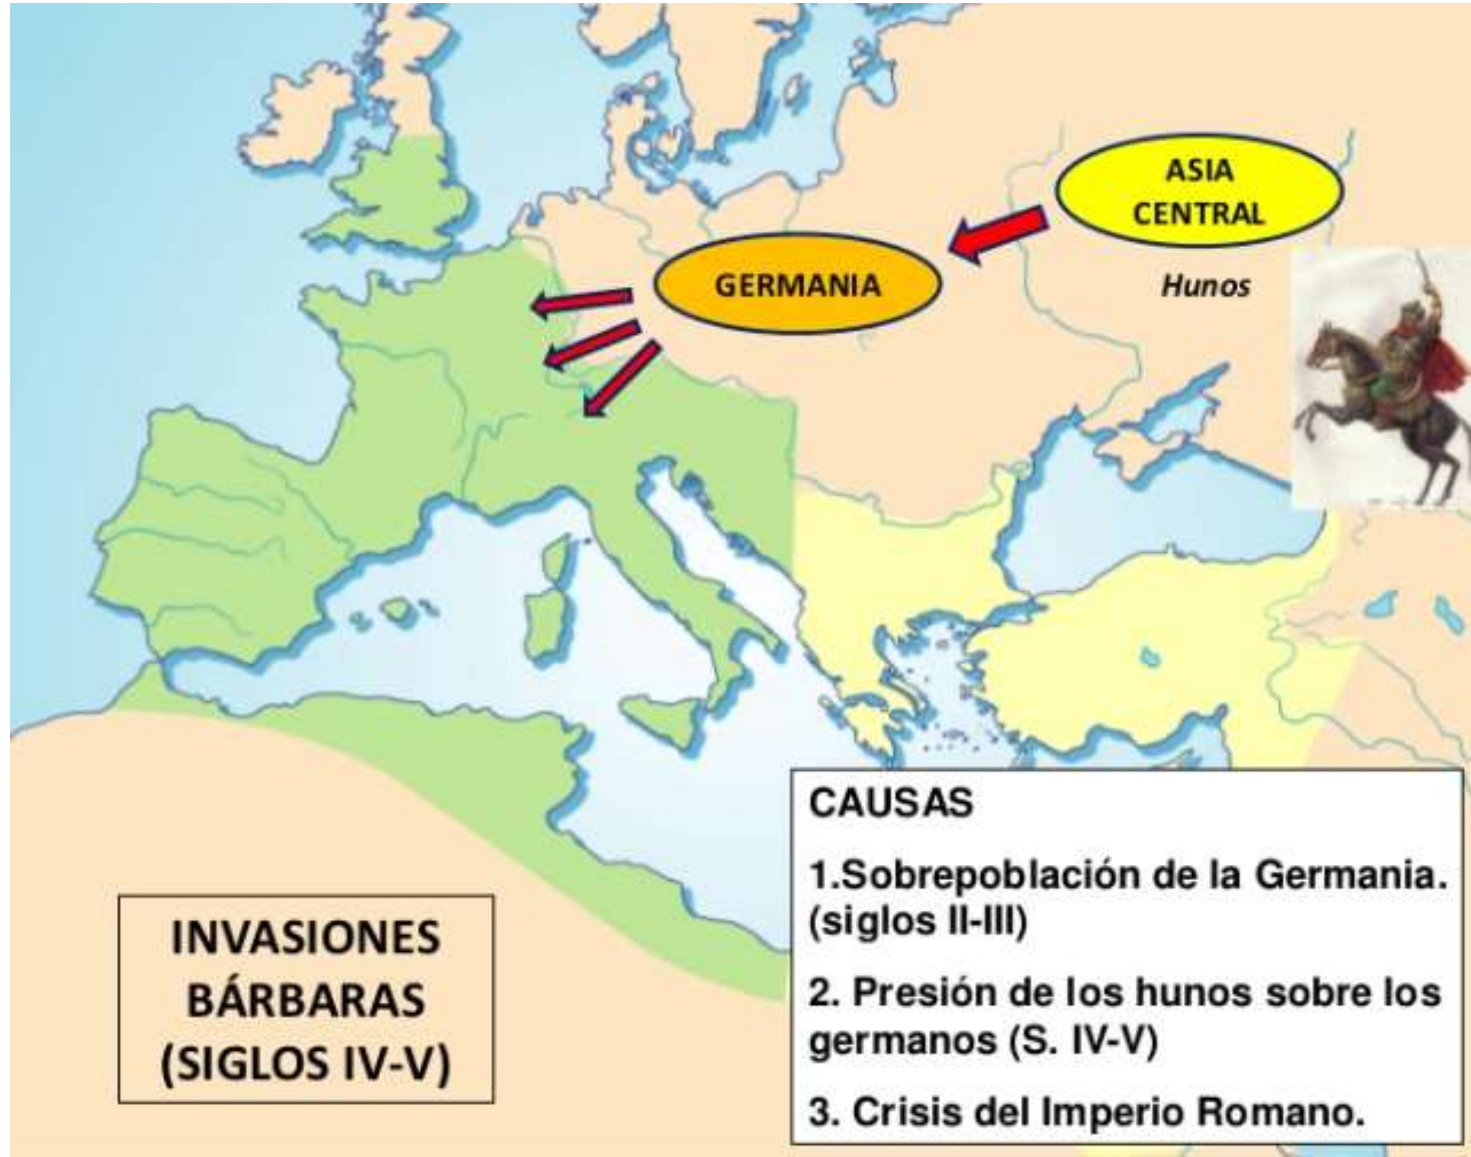 ASIA
CENTRAL
GERMANIA
Hunos
CAUSAS
1.Sobrepoblación de la Germania.
(siglos II-III)
2. Presión de los hunos sobre los
germanos (S. IV-V)
3. Crisis del Imperio Romano.
INVASIONES
BÁRBARAS
(SIGLOS IV-V)